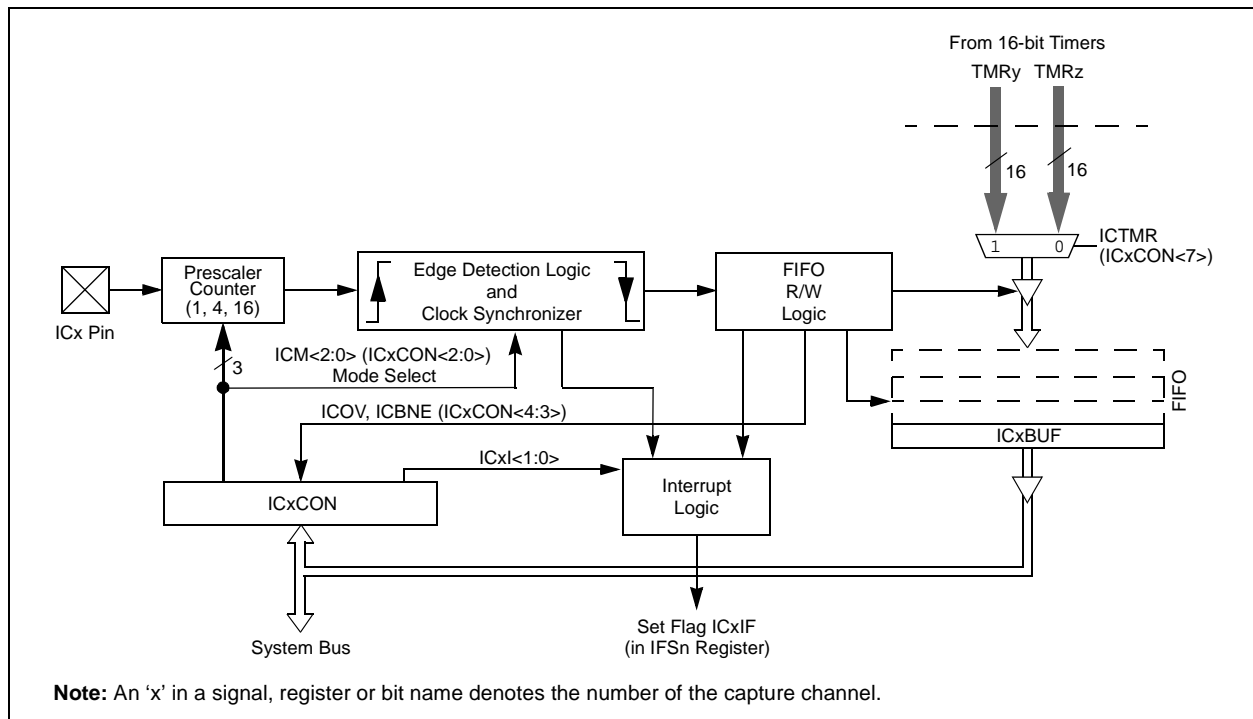 From 16-bit Timers
TMRy TMRz
16 16
1 0
ICTMR
(ICxCON<7>)
Prescaler
Counter
(1, 4, 16)
Edge Detection Logic
and
Clock Synchronizer
FIFO
R/W
Logic
ICx Pin
3
ICM<2:0> (ICxCON<2:0>)
Mode Select
FIFO
ICOV, ICBNE (ICxCON<4:3>)
ICxBUF
ICxI<1:0>
ICxCON
Interrupt
Logic
System Bus
Set Flag ICxIF
(in IFSn Register)
Note: An ‘x’ in a signal, register or bit name denotes the number of the capture channel.